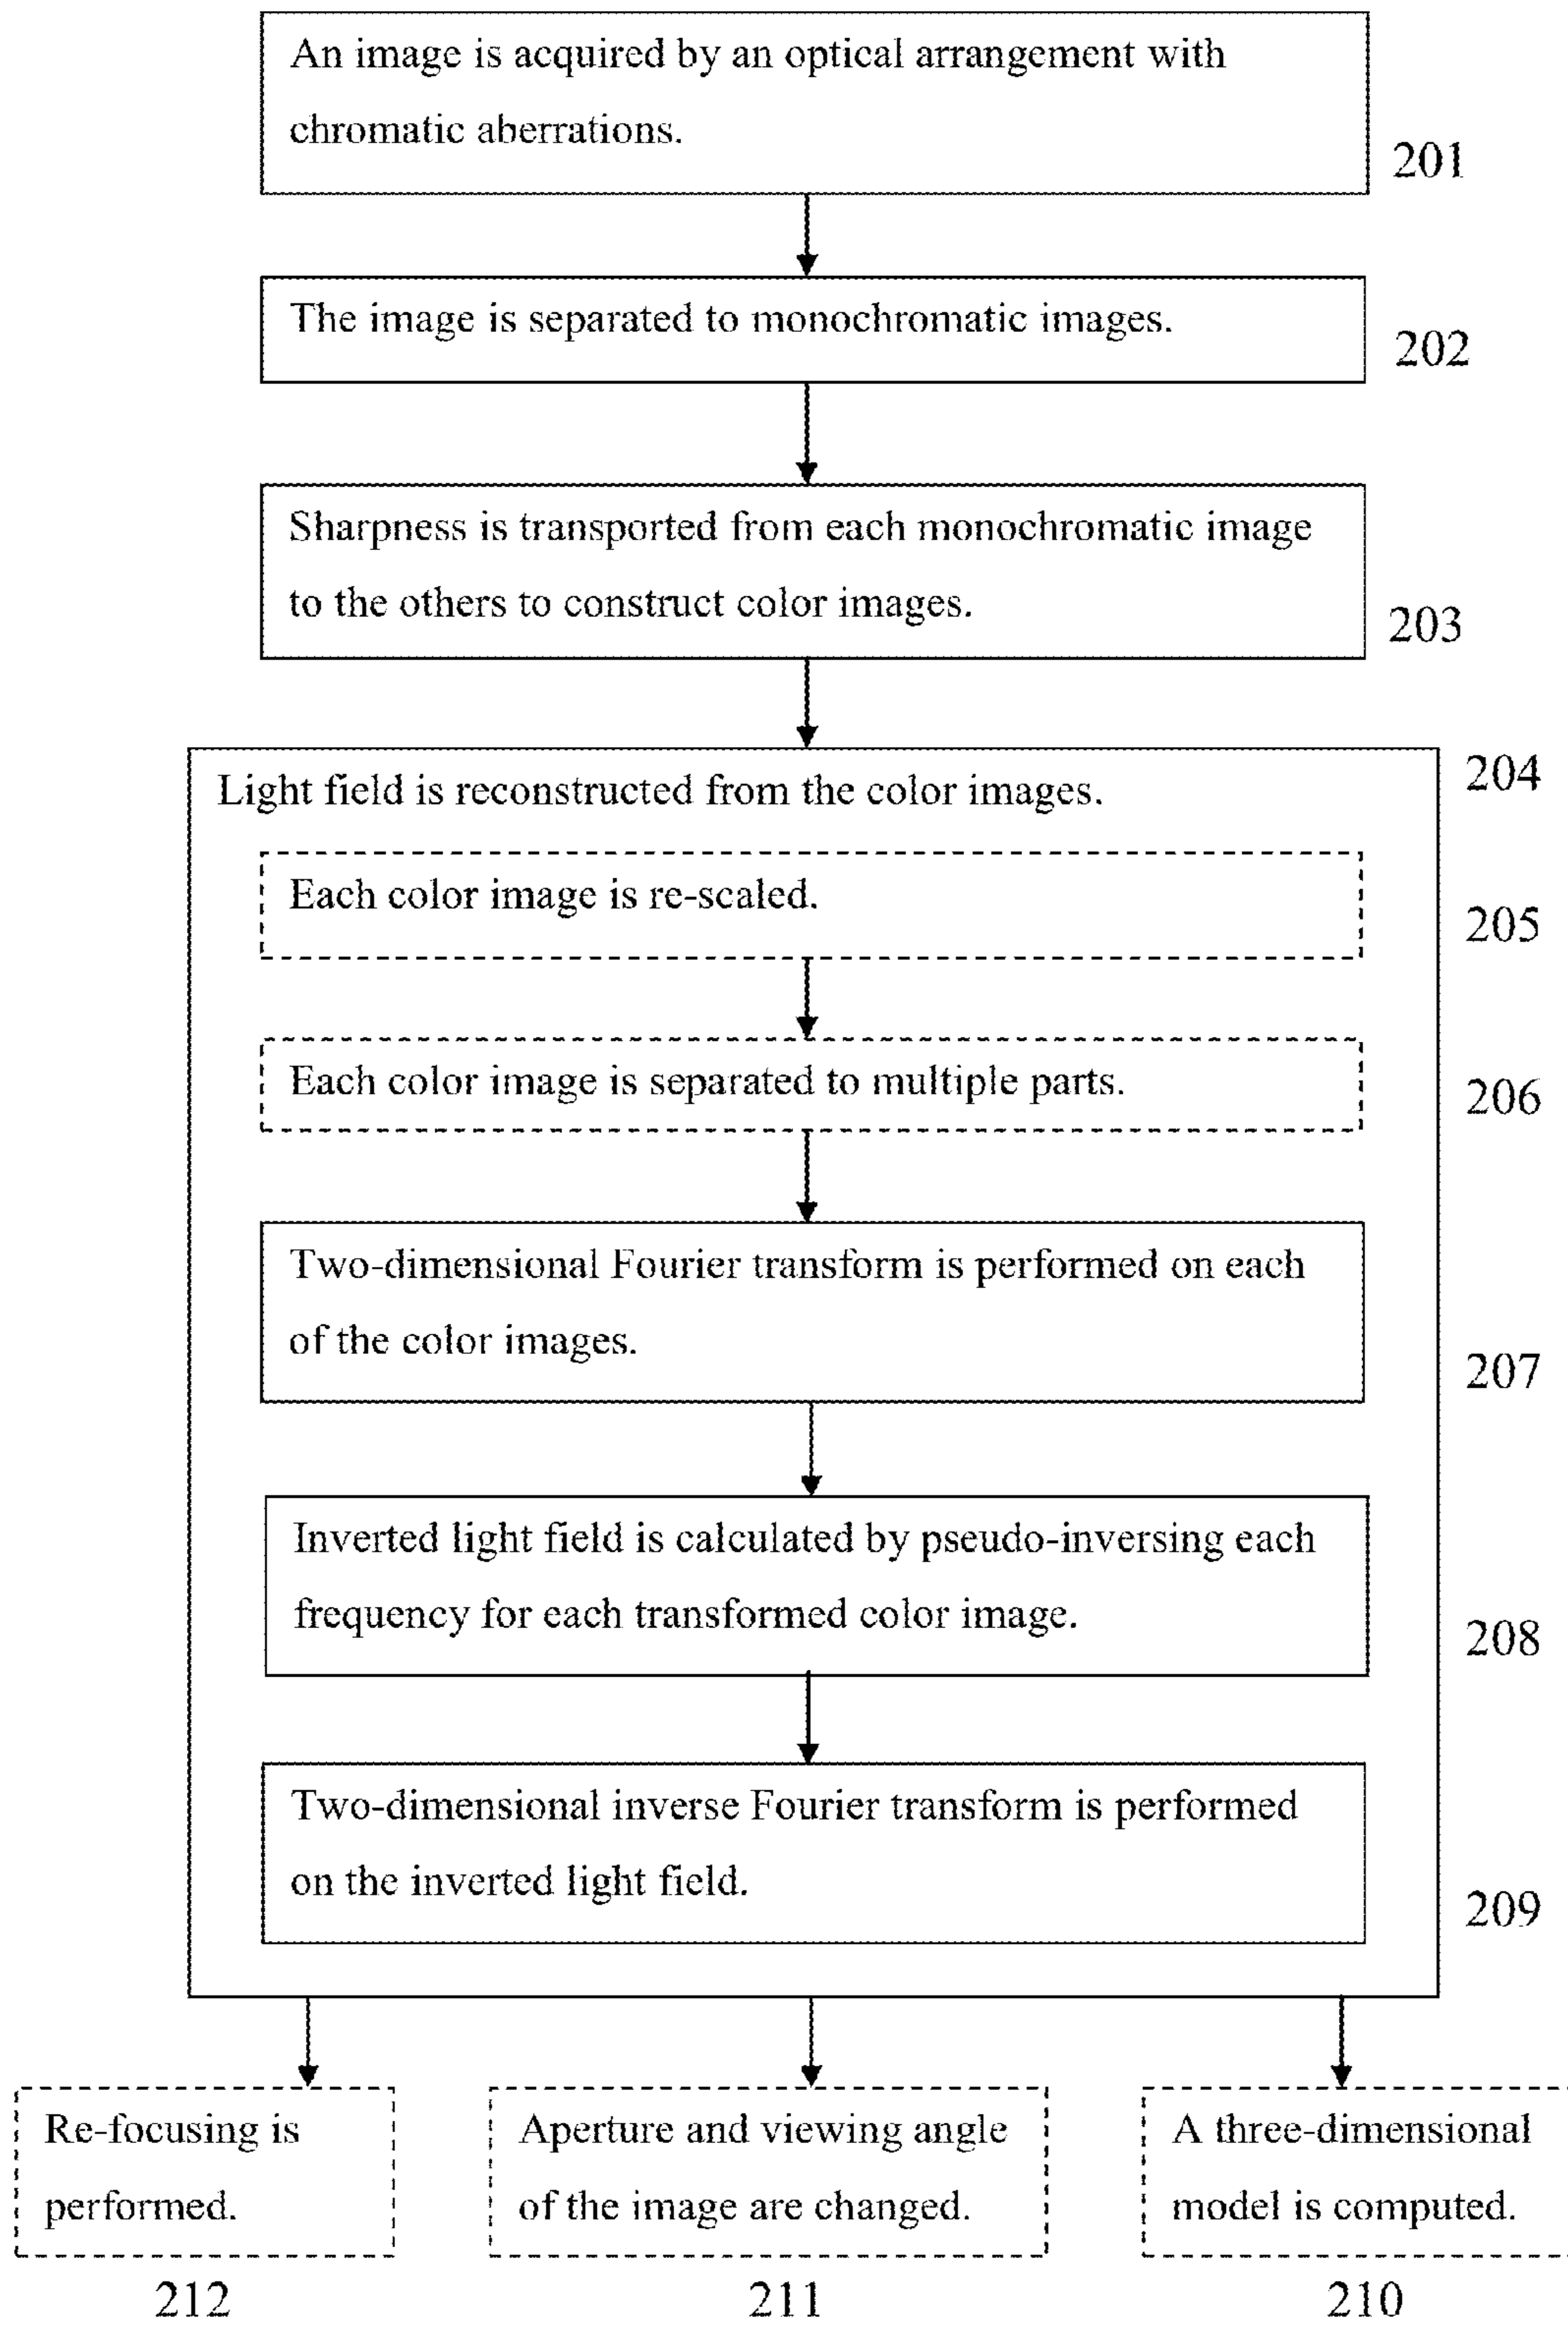 An image is acquired by an optical arrangement with
chromatic aberrations.
201
The image is separated to monochromatic images.
202
Sharpness is transported from each monochromatic image
to the others to construct color images.
203
204
Light field is reconstructed from the color images.
Each color image is re-scaled.
205
Each color image is separated to multiple parts.
206
Two-dimensional Fourier transform is performed on each
of the color images.
207
Inverted light field is calculated by pseudo-inversing each
frequency for each transformed color image.
208
Two-dimensional inverse Fourier transform is performed
on the inverted light field.
209
Re-focusing is
performed.
212
Aperture and viewing angle
of the image are changed.
211
A three-dimensional
model is computed.
210